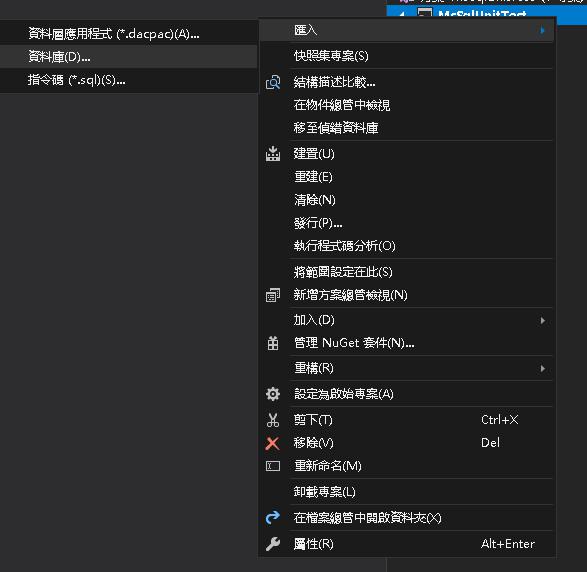 MsSqlUnitTest
資料層應用程式 (*.dacpac)(A)...
資料庫(D)...
指令碼 (*.sql)(S)...
匯入
快照集專案(S)
結構描述比較...
在物件總管中檢視
移至偵錯資料庫
建置(U)
重建(E)
清除(N)
發行(P)...
執行程式碼分析(O)
將範圍設定在此(S)
新增方案總管檢視(N)
加入(D)
管理 NuGet 套件(N)...
重構(R)
設定為啟始專案(A)
剪下(T) Ctrl+X
移除(V) Del
重新命名(M)
卸載專案(L)
在檔案總管中開啟資料夾(X)
屬性(R) Alt+Enter